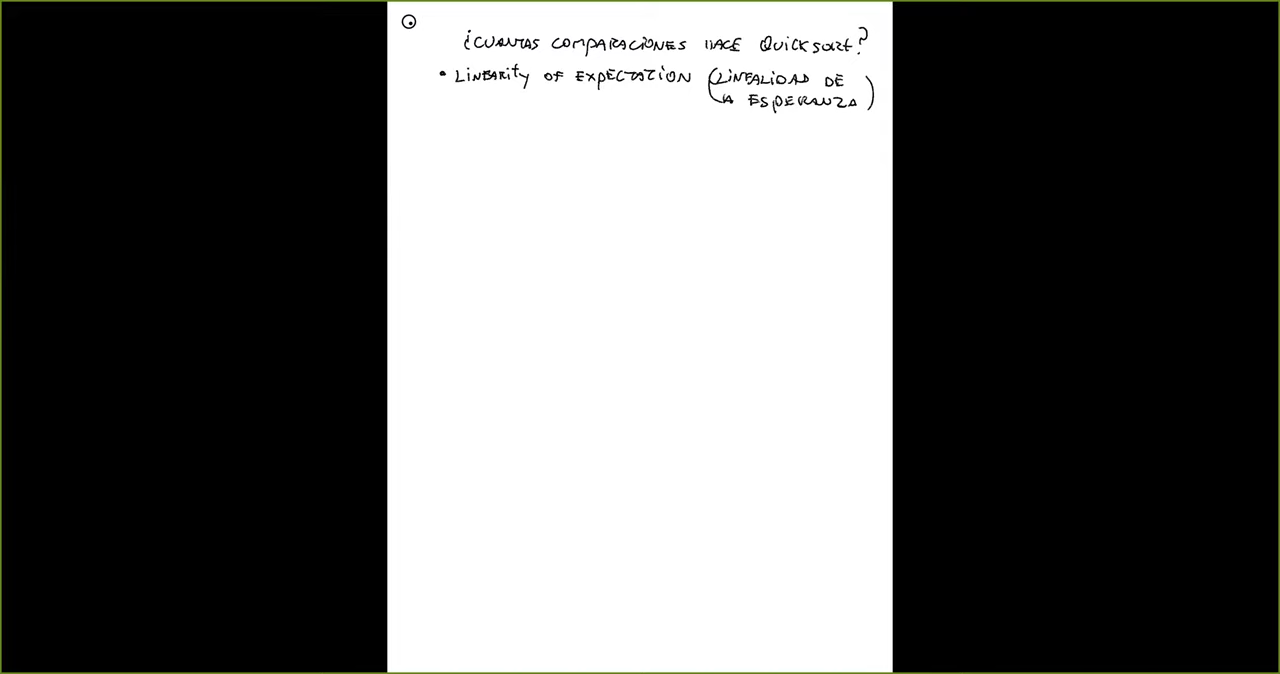 ¿CUANTAS COMPARACIONES HACE QUICKSORT?
• LINEARITY OF EXPECTATION (LINEALIDAD DE
LA ESPERANZA)